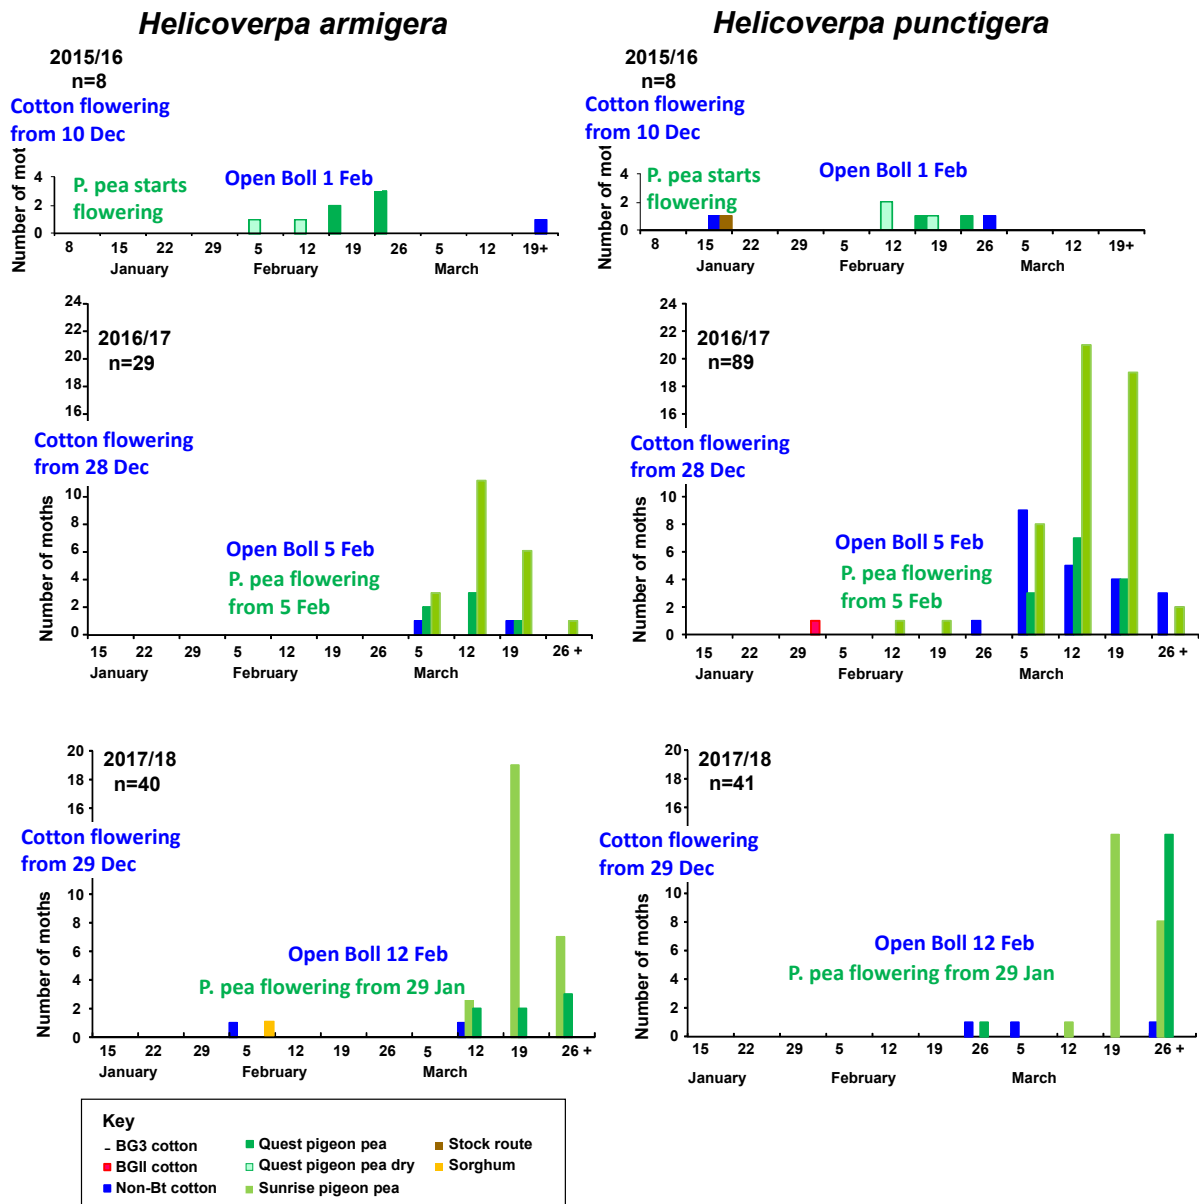 Helicoverpa armigera
2015/16
n=8
Cotton flowering
from 10 Dec
Number of mot
4
2
0
P. pea starts
flowering
Open Boll 1 Feb
8 15 22 29 5 12 19 26 5 12 19+
January February March
Helicoverpa punctigera
2015/16
n=8
Cotton flowering
from 10 Dec
Number of mot
4
2
0
P. pea starts
flowering
Open Boll 1 Feb
8 15 22 29 5 12 19 26 5 12 19+
January February March
24
22
20
18
16
10
8
6
4
2
0
2016/17
n=29
Cotton flowering
from 28 Dec
Number of moths
Open Boll 5 Feb
P. pea flowering
from 5 Feb
15 22 29 5 12 19 26 5 12 19 26 +
January February March
24
22
20
18
16
10
8
6
4
2
0
2016/17
n=89
Cotton flowering
from 28 Dec
Number of moths
Open Boll 5 Feb
P. pea flowering
from 5 Feb
15 22 29 5 12 19 26 5 12 19 26 +
January February March
20
18
16
10
8
6
4
2
0
2017/18
n=40
Cotton flowering
from 29 Dec
Number of moths
Open Boll 12 Feb
P. pea flowering from 29 Jan
15 22 29 5 12 19 26 5 12 19 26 +
January February March
20
18
16
10
8
6
4
2
0
2017/18
n=41
Cotton flowering
from 29 Dec
Number of moths
Open Boll 12 Feb
P. pea flowering from 29 Jan
15 22 29 5 12 19 26 5 12 19 26 +
January February March
Key
BG3 cotton
BGII cotton
Non-Bt cotton
Quest pigeon pea
Quest pigeon pea dry
Sunrise pigeon pea
Stock route
Sorghum